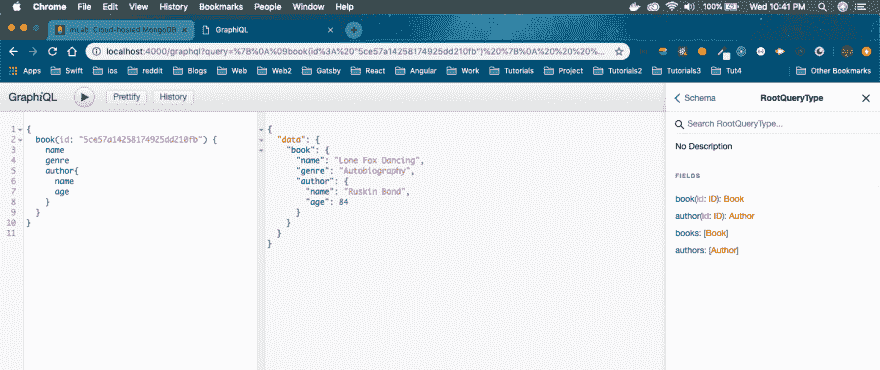 Chrome File Edit View History Bookmarks People Window Help 100% Wed 10:41 PM
mLab: Cloud-hosted MongoDB GraphiQL
localhost:4000/graphql?query=%7B%0A%09book(id%3A%20"5ce57a14258174925dd210fb")%20%7B%0A%20%20%20%...
Apps Swift ios reddit Blogs Web Web2 Gatsby React Angular Work Tutorials Project Tutorials2 Tutorials3 Tut4 Other Bookmarks
GraphiQL Prettify History
1 {
2 book(id: "5ce57a14258174925dd210fb") {
3 name
4 genre
5 author{
6 name
7 age
8 }
9 }
10 }
11
{
"data": {
"book": {
"name": "Lone Fox Dancing",
"genre": "Autobiography",
"author": {
"name": "Ruskin Bond",
"age": 84
}
}
}
}
Schema RootQueryType
Search RootQueryType...
No Description
FIELDS
book(id: ID): Book
author(id: ID): Author
books: [Book]
authors: [Author]